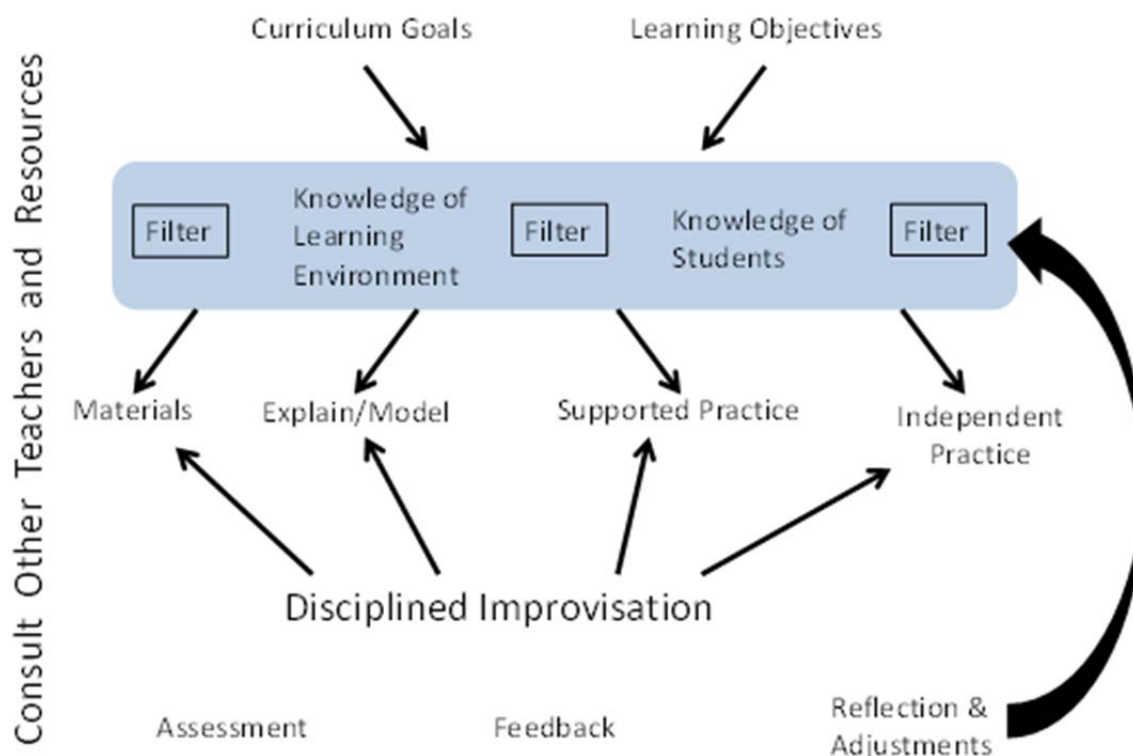 Consult Other Teachers and Resources
Curriculum Goals
Learning Objectives
Filter
Knowledge of
Learning
Environment
Filter
Knowledge of
Students
Filter
Materials
Explain/Model
Supported Practice
Independent
Practice
Disciplined Improvisation
Assessment
Feedback
Reflection &
Adjustments